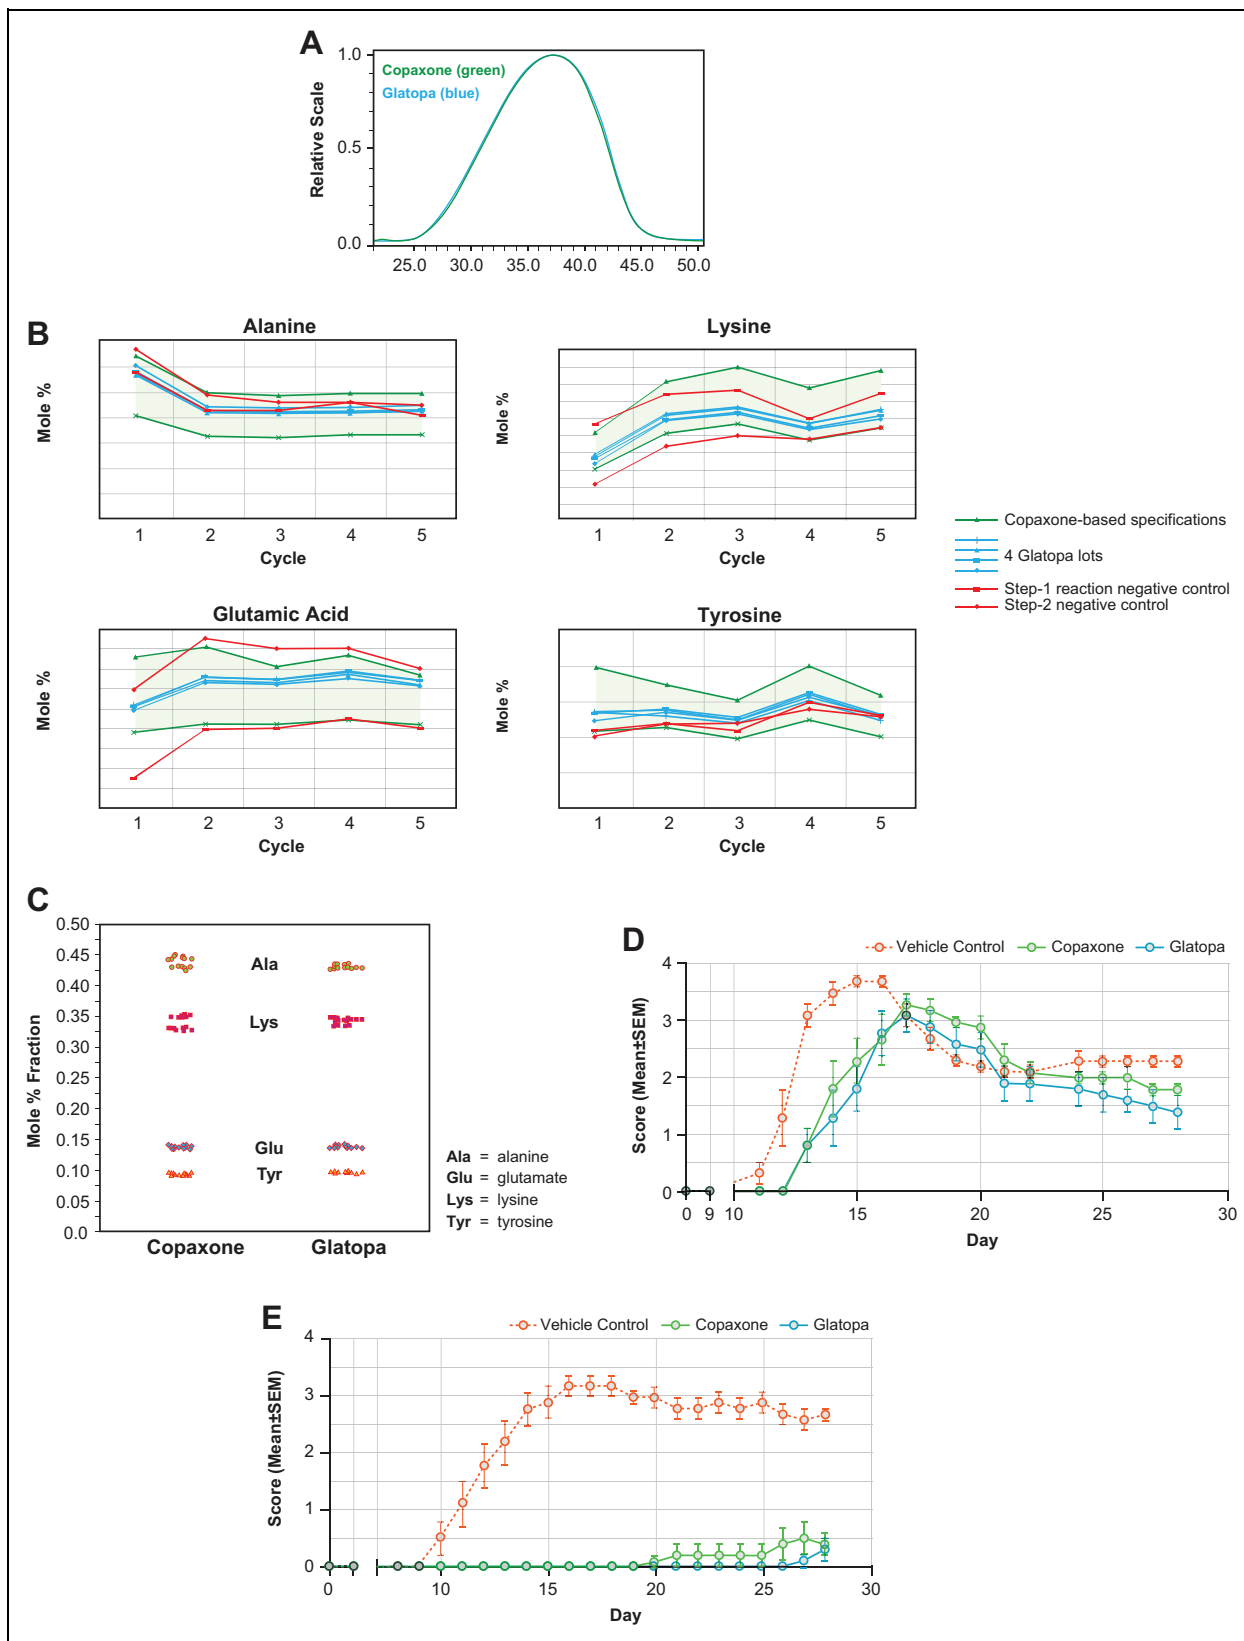 A
1.0
Copaxone (green)
Glatopa (blue)
0.5
Relative Scale
0.0
25.0 30.0 35.0 40.0 45.0 50.0
B
Alanine
Mole %
1 2 3 4 5
Cycle
Lysine
Mole %
1 2 3 4 5
Cycle
Copaxone-based specifications
4 Glatopa lots
Step-1 reaction negative control
Step-2 negative control
Glutamic Acid
Mole %
1 2 3 4 5
Cycle
Tyrosine
Mole %
1 2 3 4 5
Cycle
C
0.50
0.45
0.40
0.35
0.30
0.25
0.20
0.15
0.10
0.05
0.0
Mole % Fraction
Ala
Lys
Glu
Tyr
Copaxone Glatopa
Ala = alanine
Glu = glutamate
Lys = lysine
Tyr = tyrosine
D
Vehicle Control Copaxone Glatopa
4
3
2
1
0
Score (Mean±SEM)
0 9 10 15 20 25 30
Day
E
Vehicle Control Copaxone Glatopa
4
3
2
1
0
Score (Mean±SEM)
0 10 15 20 25 30
Day